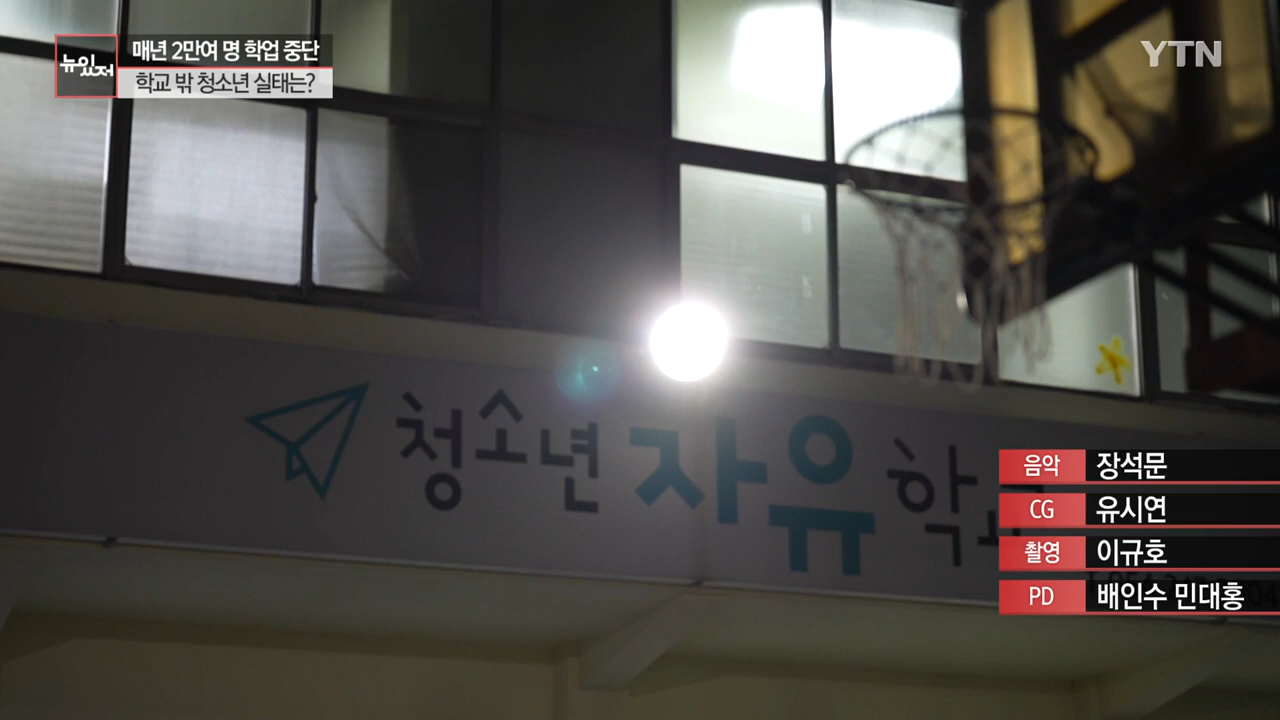 뉴있저
매년 2만여 명 학업 중단
학교 밖 청소년 실태는?
YTN
청소년 자유 학교
음악 장석문
CG 유시연
촬영 이규호
PD 배인수 민대홍